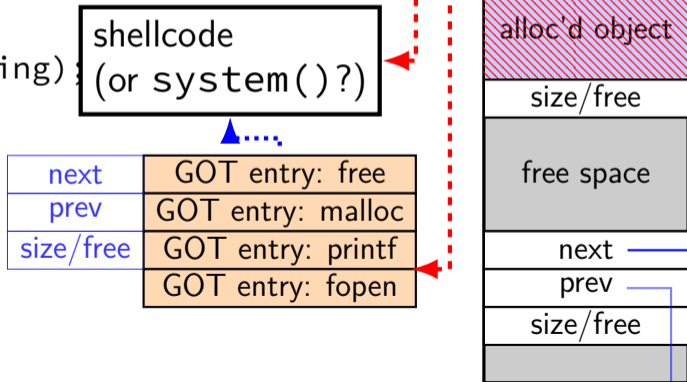 shellcode
ing);
(or system()?)
next
prev
size/free
GOT entry: free
GOT entry: malloc
GOT entry: printf
GOT entry: fopen
alloc'd object
size/free
free space
next
prev
size/free